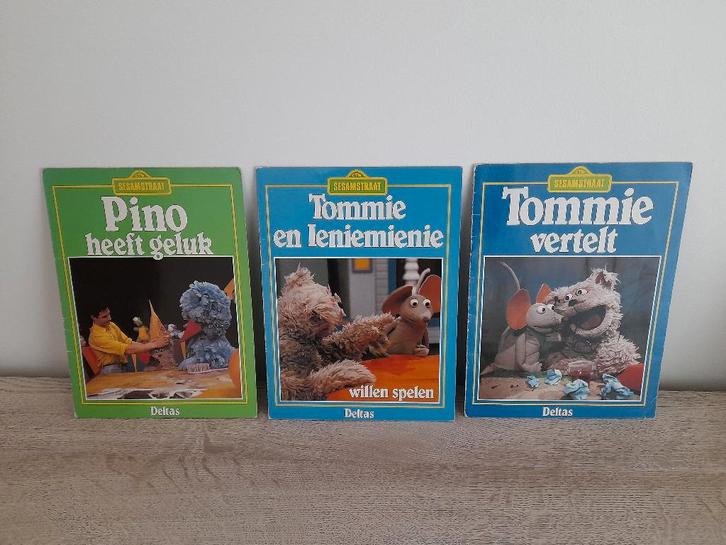 SESAMSTRAAT
Pino
heeft geluk
Deltas
SESAMSTRAAT
Tommie
en Ieniemienie
willen spelen
Deltas
SESAMSTRAAT
Tommie
vertelt
Deltas